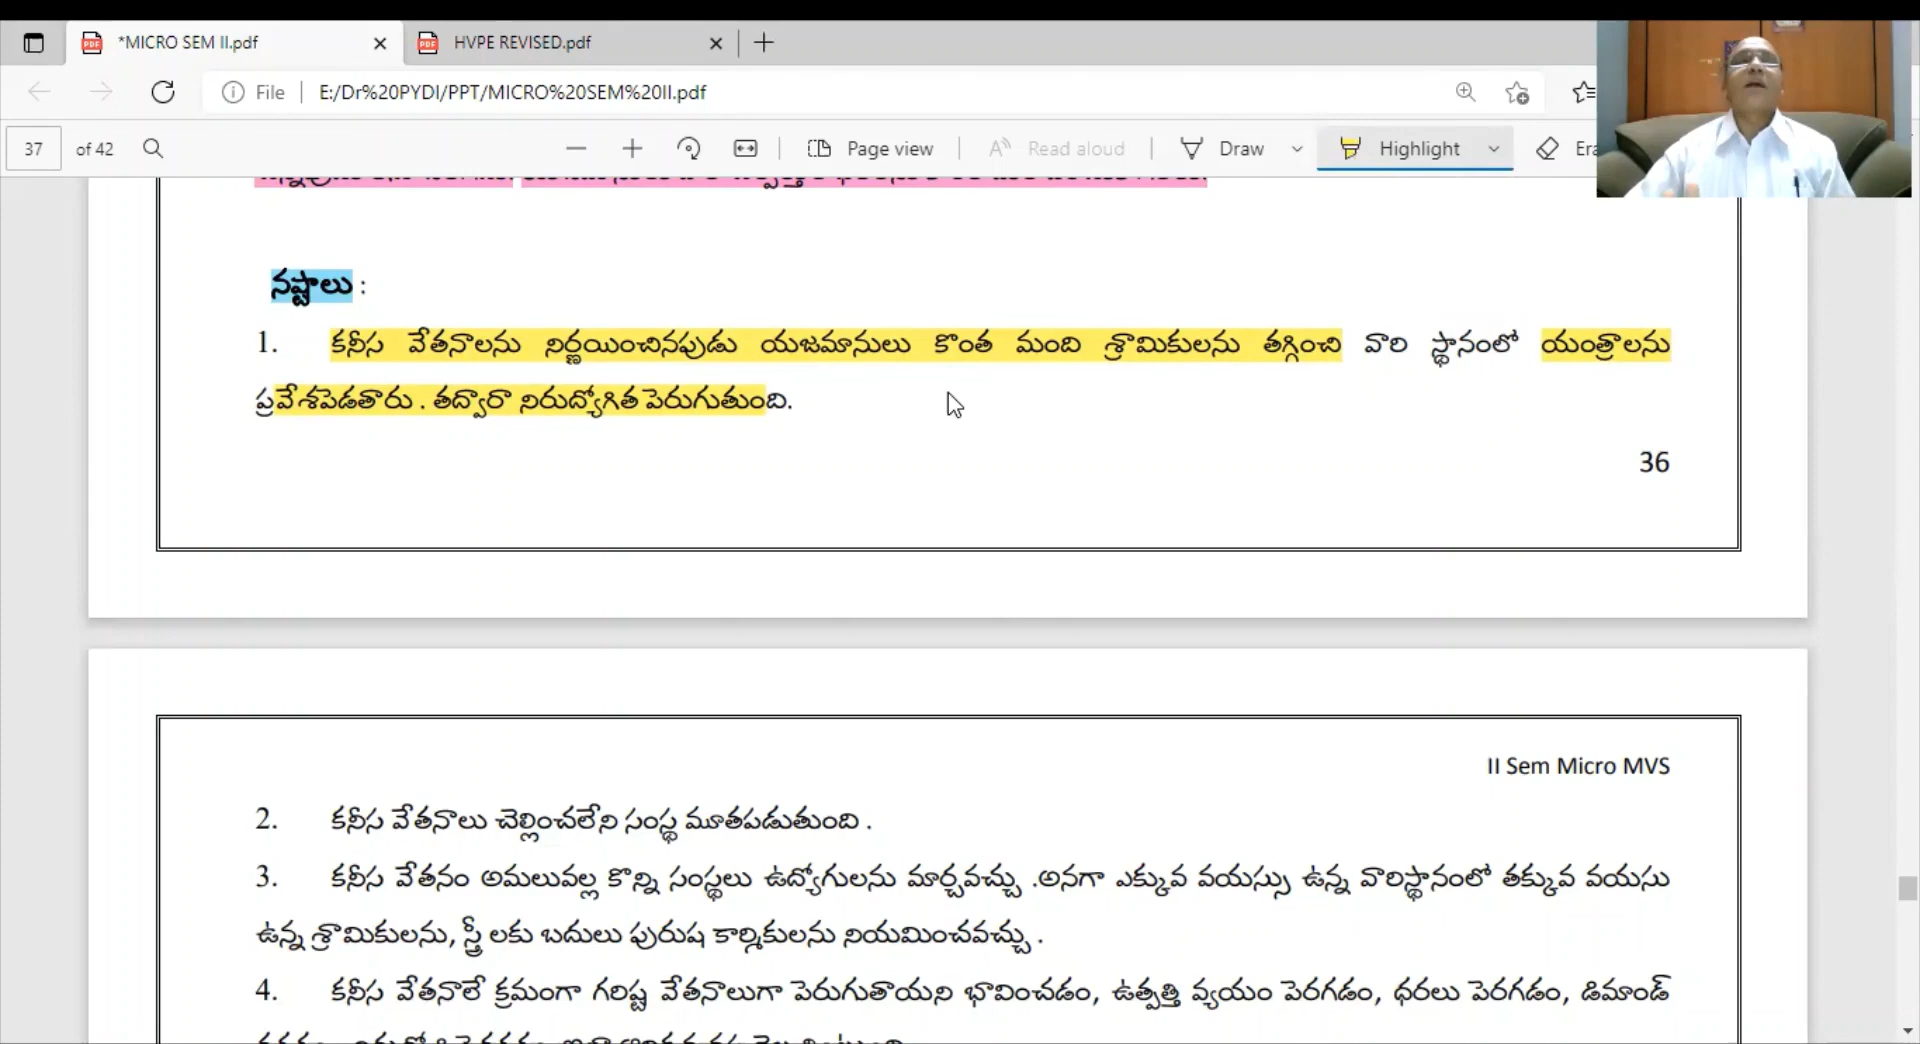 *MICRO SEM II.pdf
HVPE REVISED.pdf
File E:/Dr%20PYDI/PPT/MICRO%20SEM%20II.pdf
37 of 42 Page view Read aloud Draw Highlight Era
నష్టాలు :
1. కనీస వేతనాలను నిర్ణయించినపుడు యజమానులు కొంత మంది శ్రామికులను తగ్గించి వారి స్థానంలో యంత్రాలను
ప్రవేశపెడతారు . తద్వారా నిరుద్యోగిత పెరుగుతుంది.
36
II Sem Micro MVS
2. కనీస వేతనాలు చెల్లించలేని సంస్థ మూతపడుతుంది .
3. కనీస వేతనం అమలువల్ల కొన్ని సంస్థలు ఉద్యోగులను మార్చవచ్చు .అనగా ఎక్కువ వయస్సు ఉన్న వారిస్థానంలో తక్కువ వయసు
ఉన్న శ్రామికులను, స్త్రీ లకు బదులు పురుష కార్మికులను నియమించవచ్చు .
4. కనీస వేతనాలే క్రమంగా గరిష్ట వేతనాలుగా పెరుగుతాయని భావించడం, ఉత్పత్తి వ్యయం పెరగడం, ధరలు పెరగడం, డిమాండ్